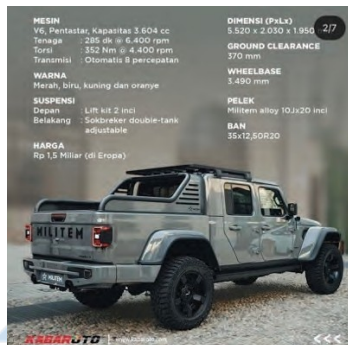 MESIN
V6, Pentastar, Kapasitas 3.604 cc
Tenaga : 285 dk @ 6.400 rpm
Torsi : 352 Nm @ 4.400 rpm
Transmisi : Otomatis 8 percepatan
WARNA
Merah, biru, kuning dan oranye
SUSPENSI
Depan : Lift kit 2 inci
Belakang : Sokbreker double-tank
adjustable
HARGA
Rp 1,5 Miliar (di Eropa)
DIMENSI (PxLx)
5.520 x 2.030 x 1.950
2/7
GROUND CLEARANCE
370 mm
WHEELBASE
3.490 mm
PELEK
Militem alloy 10Jx20 inci
BAN
35x12,50R20
MILITEM
MILITEM
KABAROTO